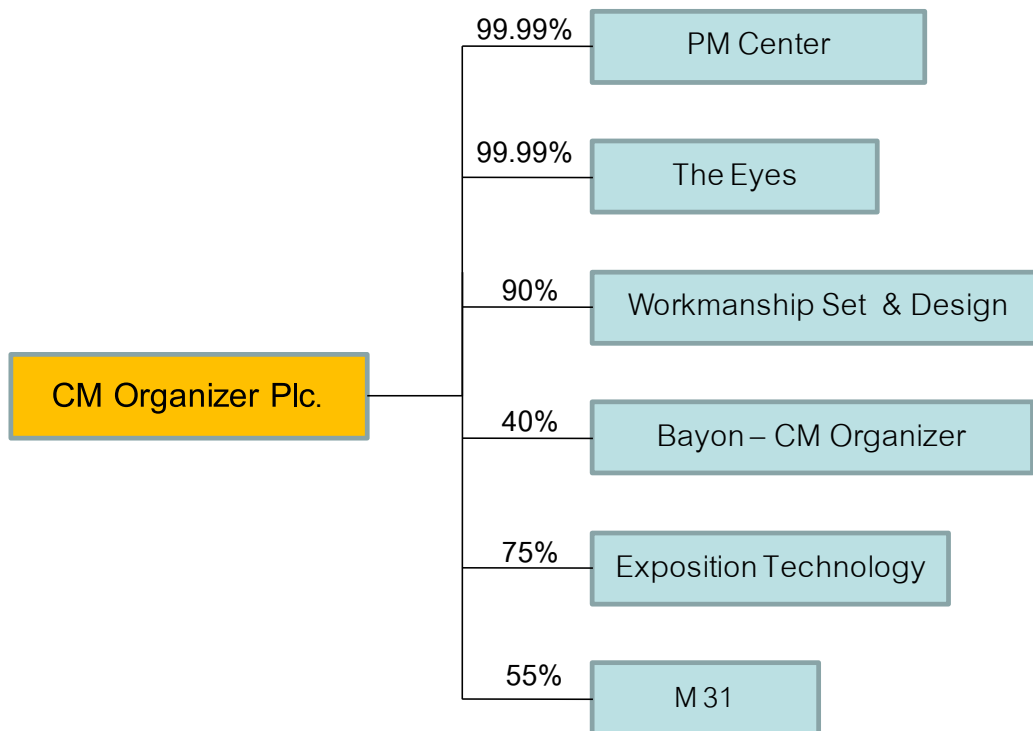 99.99%
PM Center
99.99%
The Eyes
90%
Workmanship Set & Design
CM Organizer Plc.
40%
Bayon – CM Organizer
75%
Exposition Technology
55%
M 31